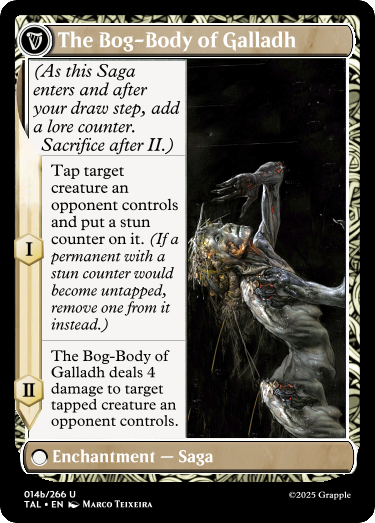 The Bog-Body of Galladh
(As this Saga
enters and after
your draw step, add
a lore counter.
Sacrifice after II.)
I
Tap target
creature an
opponent controls
and put a stun
counter on it. (If a
permanent with a
stun counter would
become untapped,
remove one from it
instead.)
II
The Bog-Body of
Galladh deals 4
damage to target
tapped creature an
opponent controls.
Enchantment — Saga
014b/266 U
TAL • EN Marco Teixeira
©2025 Grapple